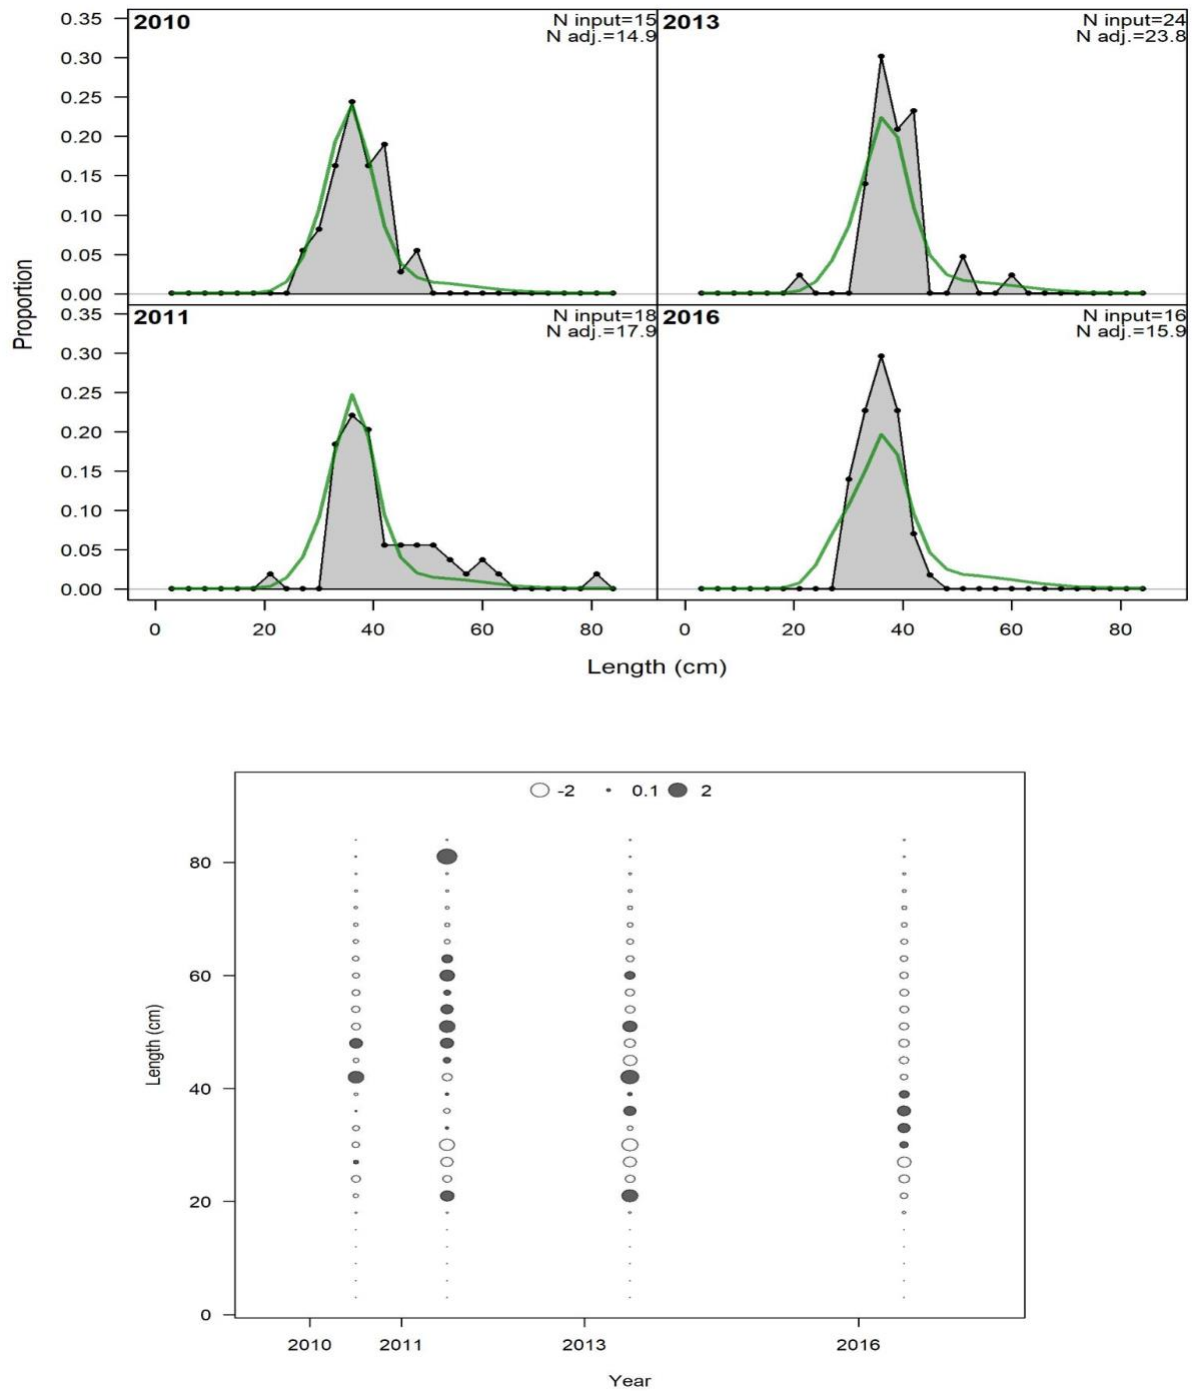 2010
N input=15
N adj.=14.9
2013
N input=24
N adj.=23.8
0.35
0.30
0.25
0.20
0.15
0.10
0.05
0.00
2011
N input=18
N adj.=17.9
2016
N input=16
N adj.=15.9
0.35
0.30
0.25
0.20
0.15
0.10
0.05
0.00
Proportion
0 20 40 60 80 0 20 40 60 80
Length (cm)
-2 0.1 2
80
60
40
20
0
Length (cm)
2010 2011 2013 2016
Year